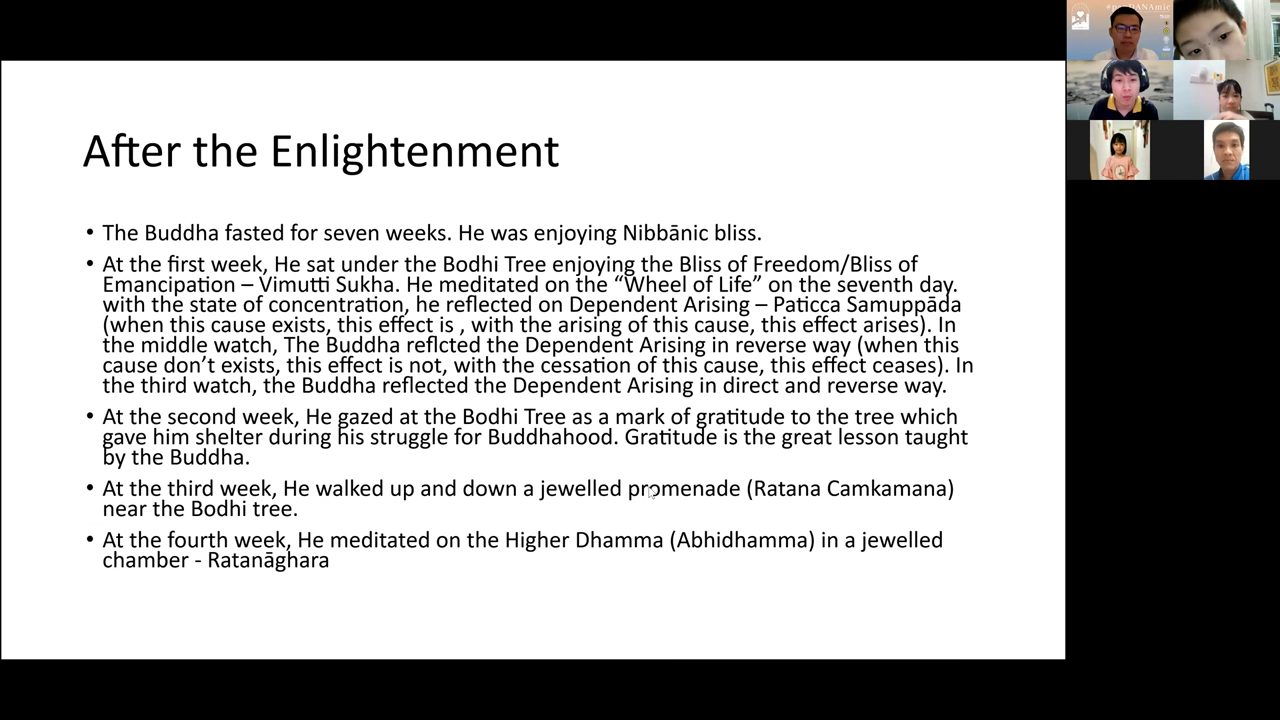 After the Enlightenment
• The Buddha fasted for seven weeks. He was enjoying Nibbānic bliss.
• At the first week, He sat under the Bodhi Tree enjoying the Bliss of Freedom/Bliss of
Emancipation – Vimutti Sukha. He meditated on the “Wheel of Life” on the seventh day.
with the state of concentration, he reflected on Dependent Arising – Paticca Samuppāda
(when this cause exists, this effect is , with the arising of this cause, this effect arises). In
the middle watch, The Buddha reflcted the Dependent Arising in reverse way (when this
cause don’t exists, this effect is not, with the cessation of this cause, this effect ceases). In
the third watch, the Buddha reflected the Dependent Arising in direct and reverse way.
• At the second week, He gazed at the Bodhi Tree as a mark of gratitude to the tree which
gave him shelter during his struggle for Buddhahood. Gratitude is the great lesson taught
by the Buddha.
• At the third week, He walked up and down a jewelled promenade (Ratana Camkamana)
near the Bodhi tree.
• At the fourth week, He meditated on the Higher Dhamma (Abhidhamma) in a jewelled
chamber - Ratanāghara